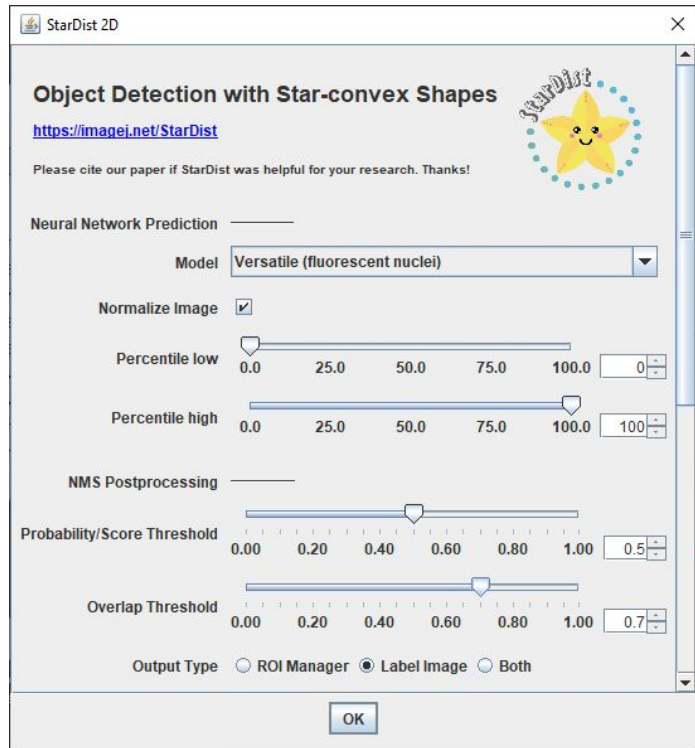 StarDist 2D
StarDist
Object Detection with Star-convex Shapes
https://imagej.net/StarDist
Please cite our paper if StarDist was helpful for your research. Thanks!
Neural Network Prediction
Model Versatile (fluorescent nuclei)
Normalize Image
Percentile low 0
0.0 25.0 50.0 75.0 100.0
Percentile high 100
0.0 25.0 50.0 75.0 100.0
NMS Postprocessing
Probability/Score Threshold 0.5
0.00 0.20 0.40 0.60 0.80 1.00
Overlap Threshold 0.7
0.00 0.20 0.40 0.60 0.80 1.00
Output Type ROI Manager Label Image Both
OK